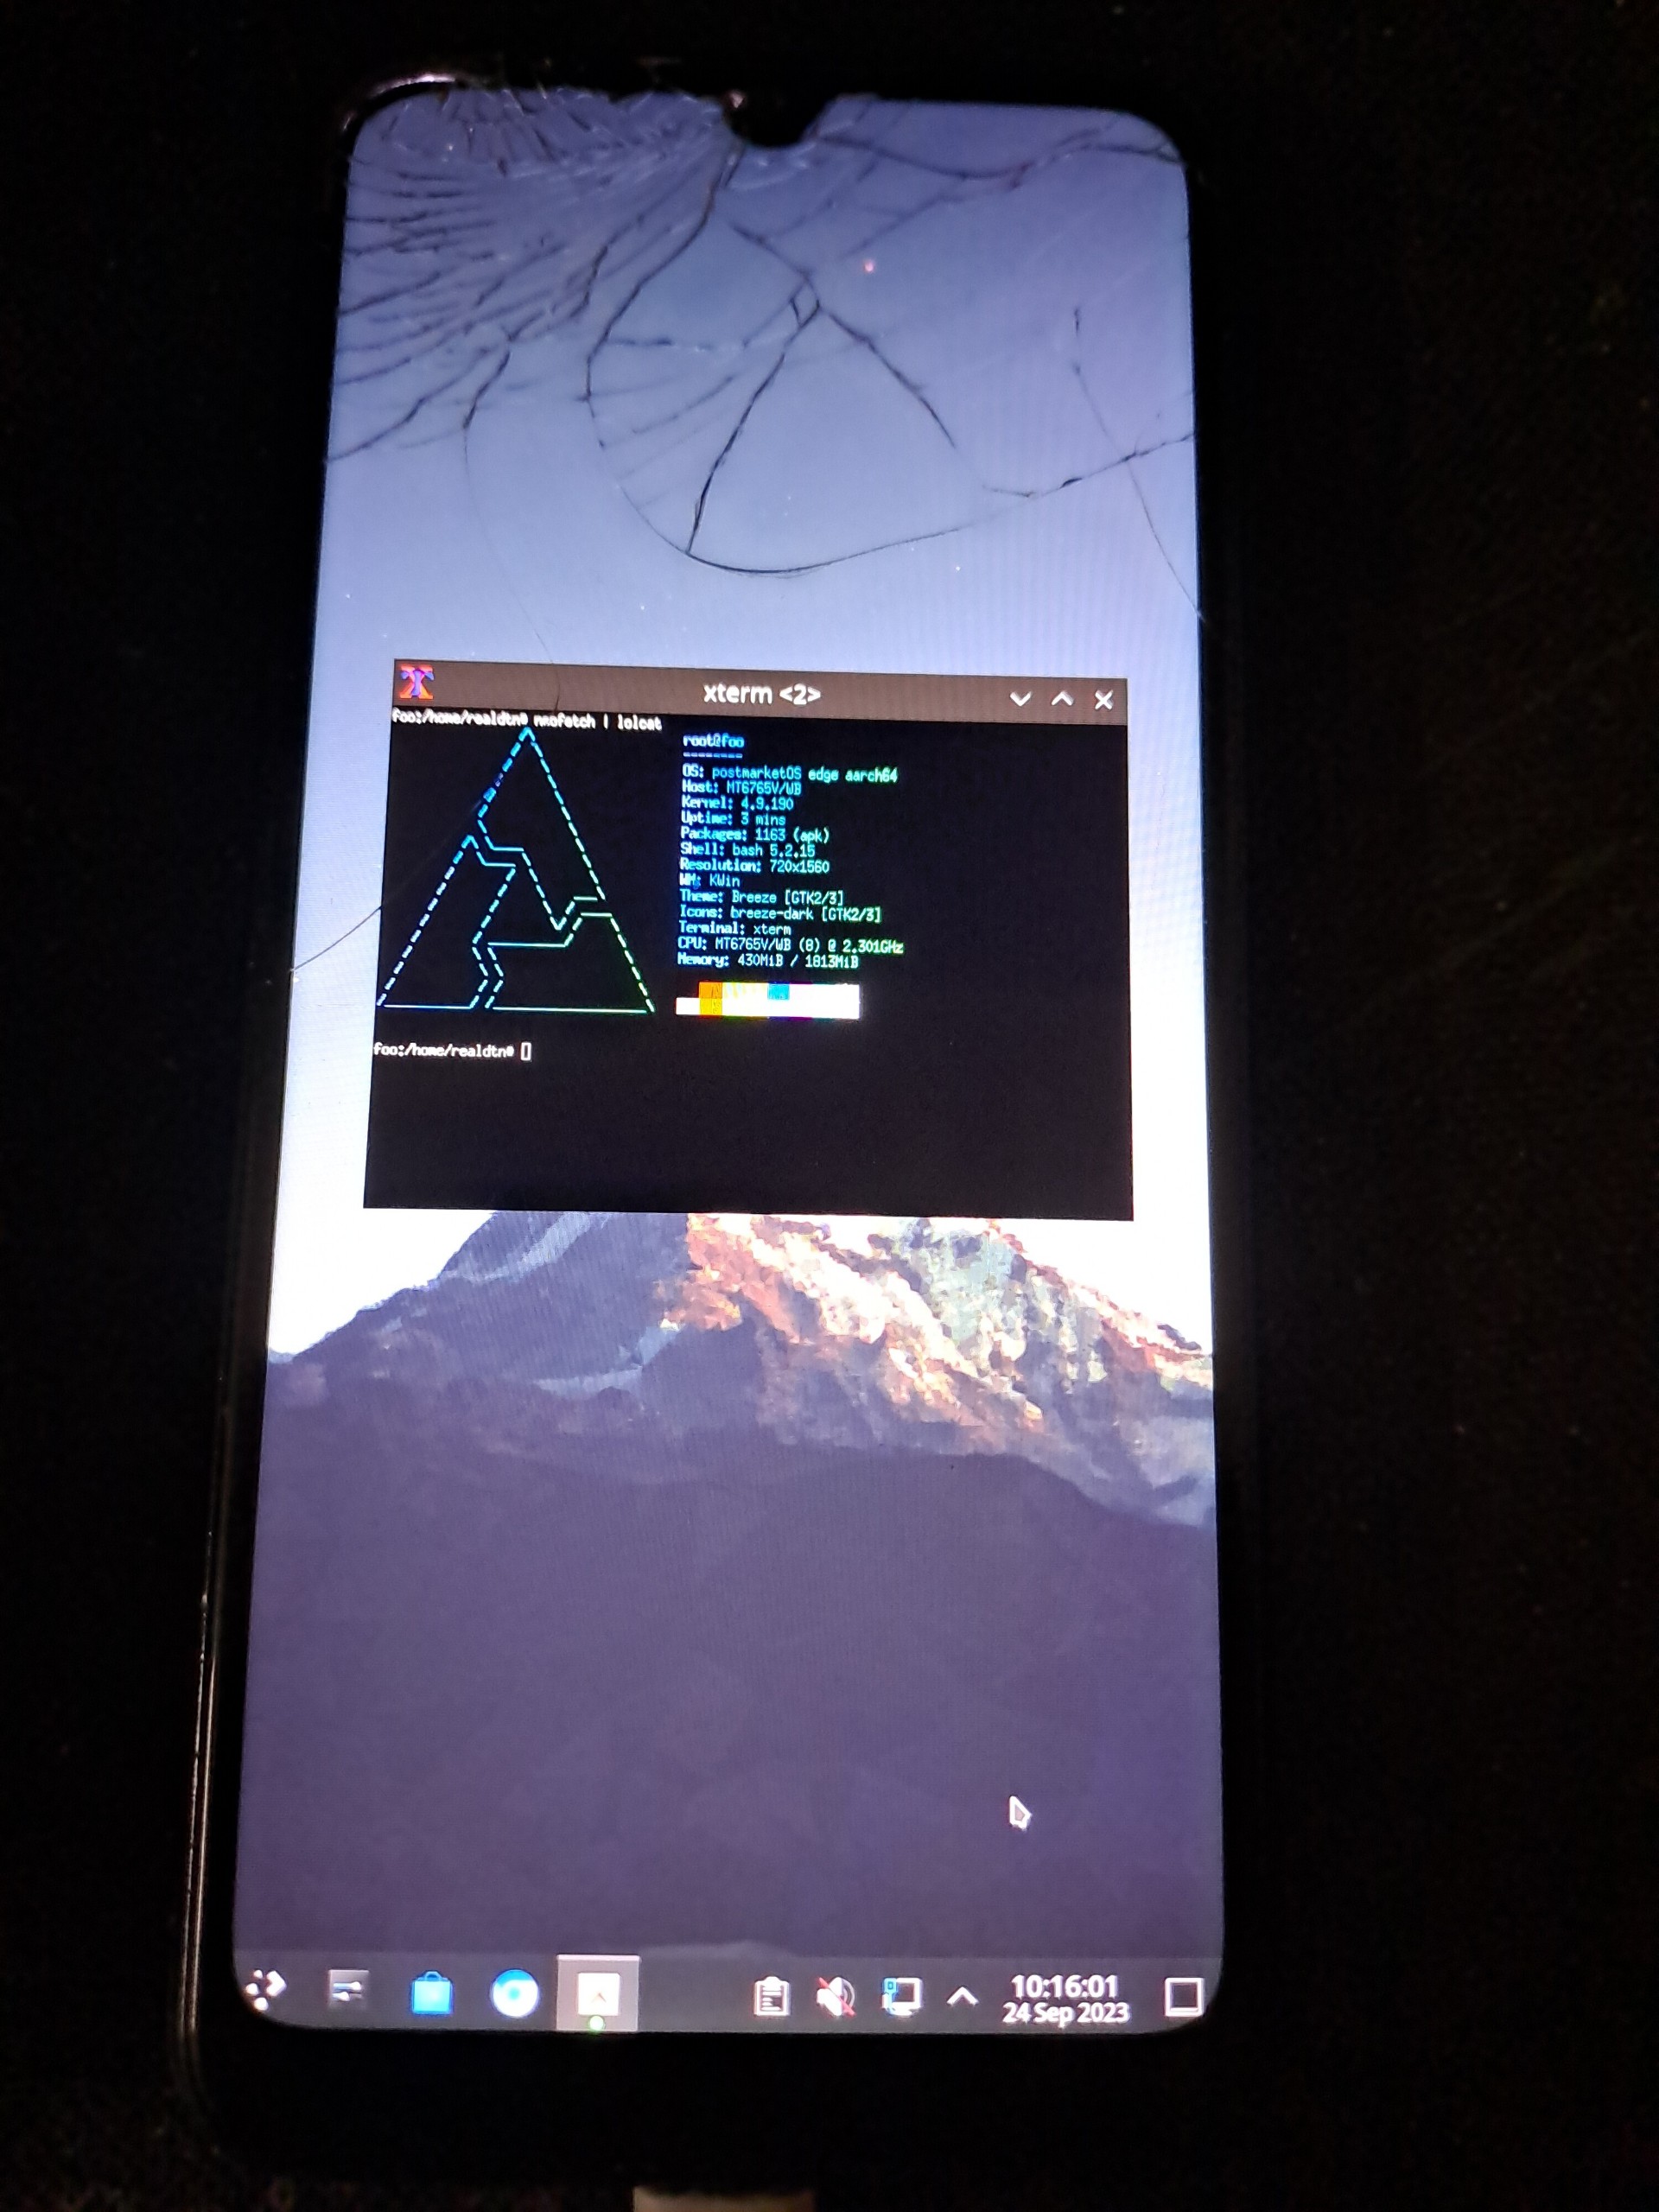 xterm <2>
foo:/home/realdtn# neofetch | lolcat
root@foo
--------
OS: postmarketOS edge aarch64
Host: MT6765V/WB
Kernel: 4.9.190
Uptime: 3 mins
Packages: 1163 (apk)
Shell: bash 5.2.15
Resolution: 720x1560
WM: KWin
Theme: Breeze [GTK2/3]
Icons: breeze-dark [GTK2/3]
Terminal: xterm
CPU: MT6765V/WB (8) @ 2.301GHz
Memory: 430MiB / 1813MiB
foo:/home/realdtn#
10:16:01
24 Sep 2023